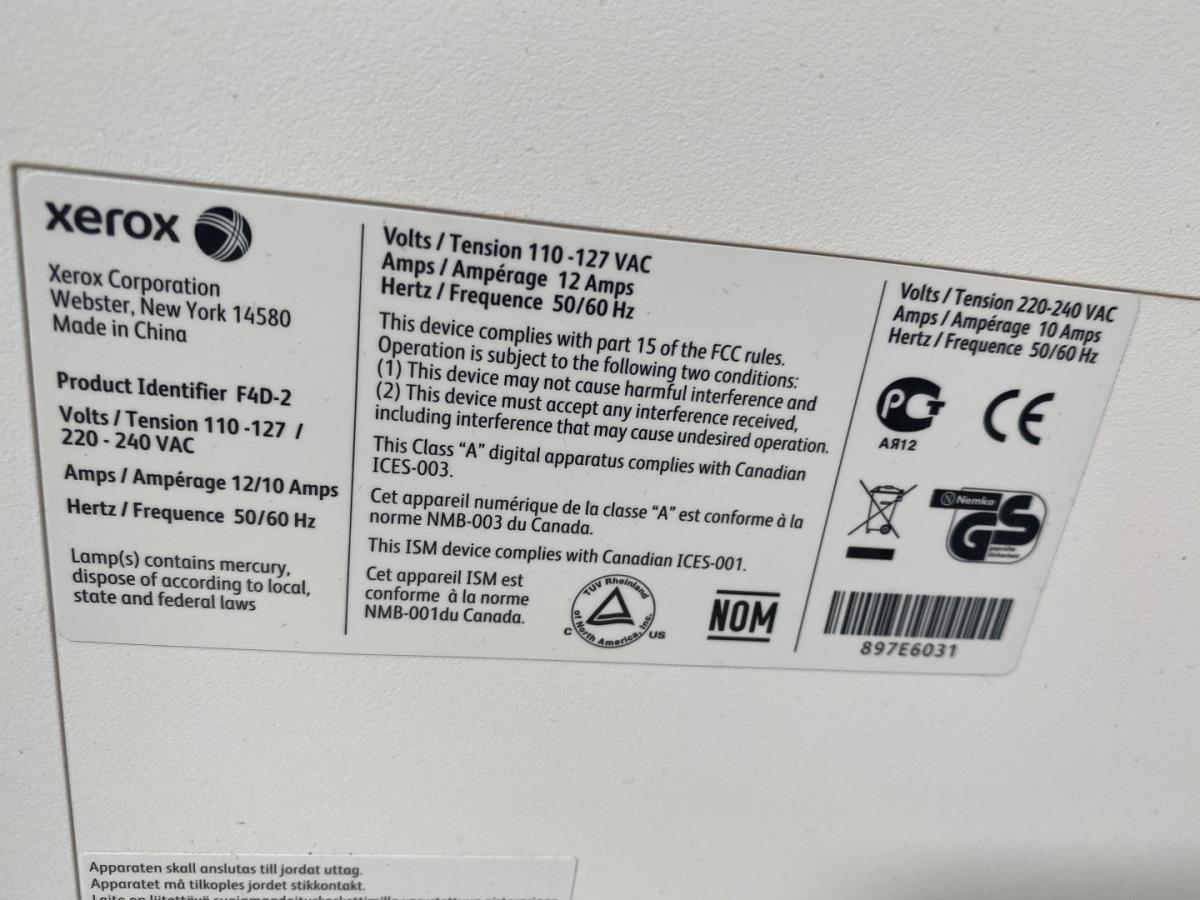 xerox
Xerox Corporation
Webster, New York 14580
Made in China
Product Identifier F4D-2
Volts / Tension 110 -127 /
220 - 240 VAC
Amps / Ampérage 12/10 Amps
Hertz / Frequence 50/60 Hz
Lamp(s) contains mercury,
dispose of according to local,
state and federal laws
Volts / Tension 110 -127 VAC
Amps / Ampérage 12 Amps
Hertz / Frequence 50/60 Hz
This device complies with part 15 of the FCC rules.
Operation is subject to the following two conditions:
(1) This device may not cause harmful interference and
(2) This device must accept any interference received,
including interference that may cause undesired operation.
This Class “A” digital apparatus complies with Canadian
ICES-003.
Cet appareil numérique de la classe “A” est conforme à la
norme NMB-003 du Canada.
This ISM device complies with Canadian ICES-001.
Cet appareil ISM est
conforme à la norme
NMB-001du Canada.
TUV Rheinland
of North America, Inc.
C US
NOM
Volts / Tension 220-240 VAC
Amps / Ampérage 10 Amps
Hertz / Frequence 50/60 Hz
РСТ
АЯ12
CE
Nemko
GS
geprüfte
Sicherheit
897E6031
Apparaten skall anslutas till jordat uttag.
Apparatet må tilkoples jordet stikkontakt.